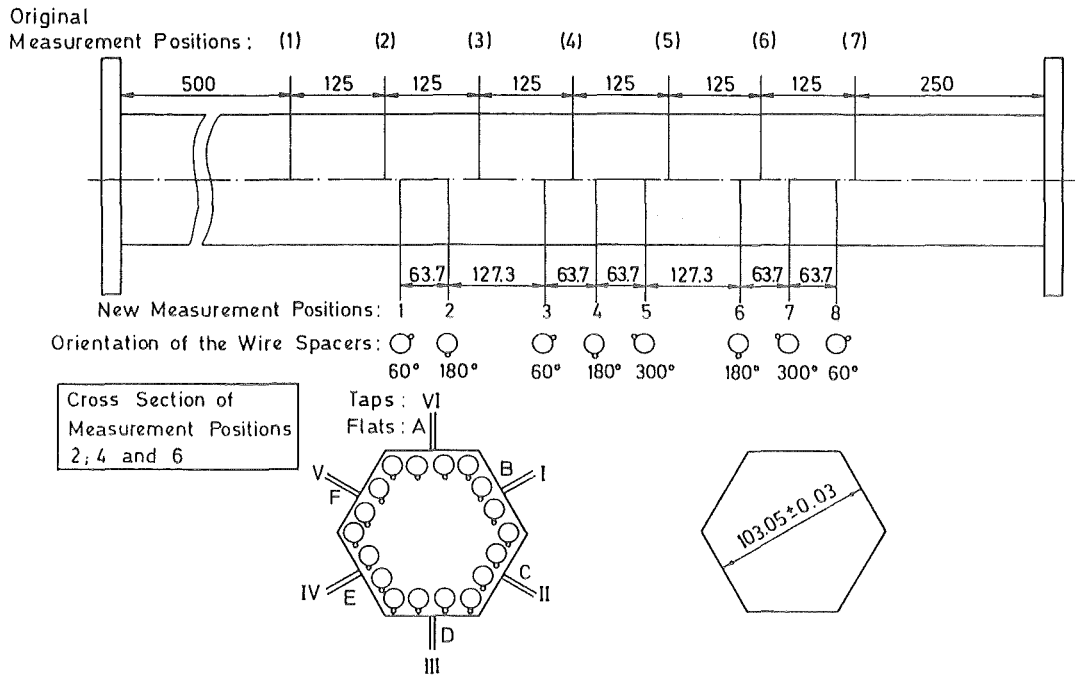 Original
Measurement Positions: (1) (2) (3) (4) (5) (6) (7)
500 125 125 125 125 125 125 250
63.7 127.3 63.7 63.7 127.3 63.7 63.7
New Measurement Positions: 1 2 3 4 5 6 7 8
Orientation of the Wire Spacers:
60° 180° 60° 180° 300° 180° 300° 60°
Cross Section of
Measurement Positions
2; 4 and 6
Taps: VI
Flats: A
B I
C II
D
III
E IV
F V
103.05±0.03